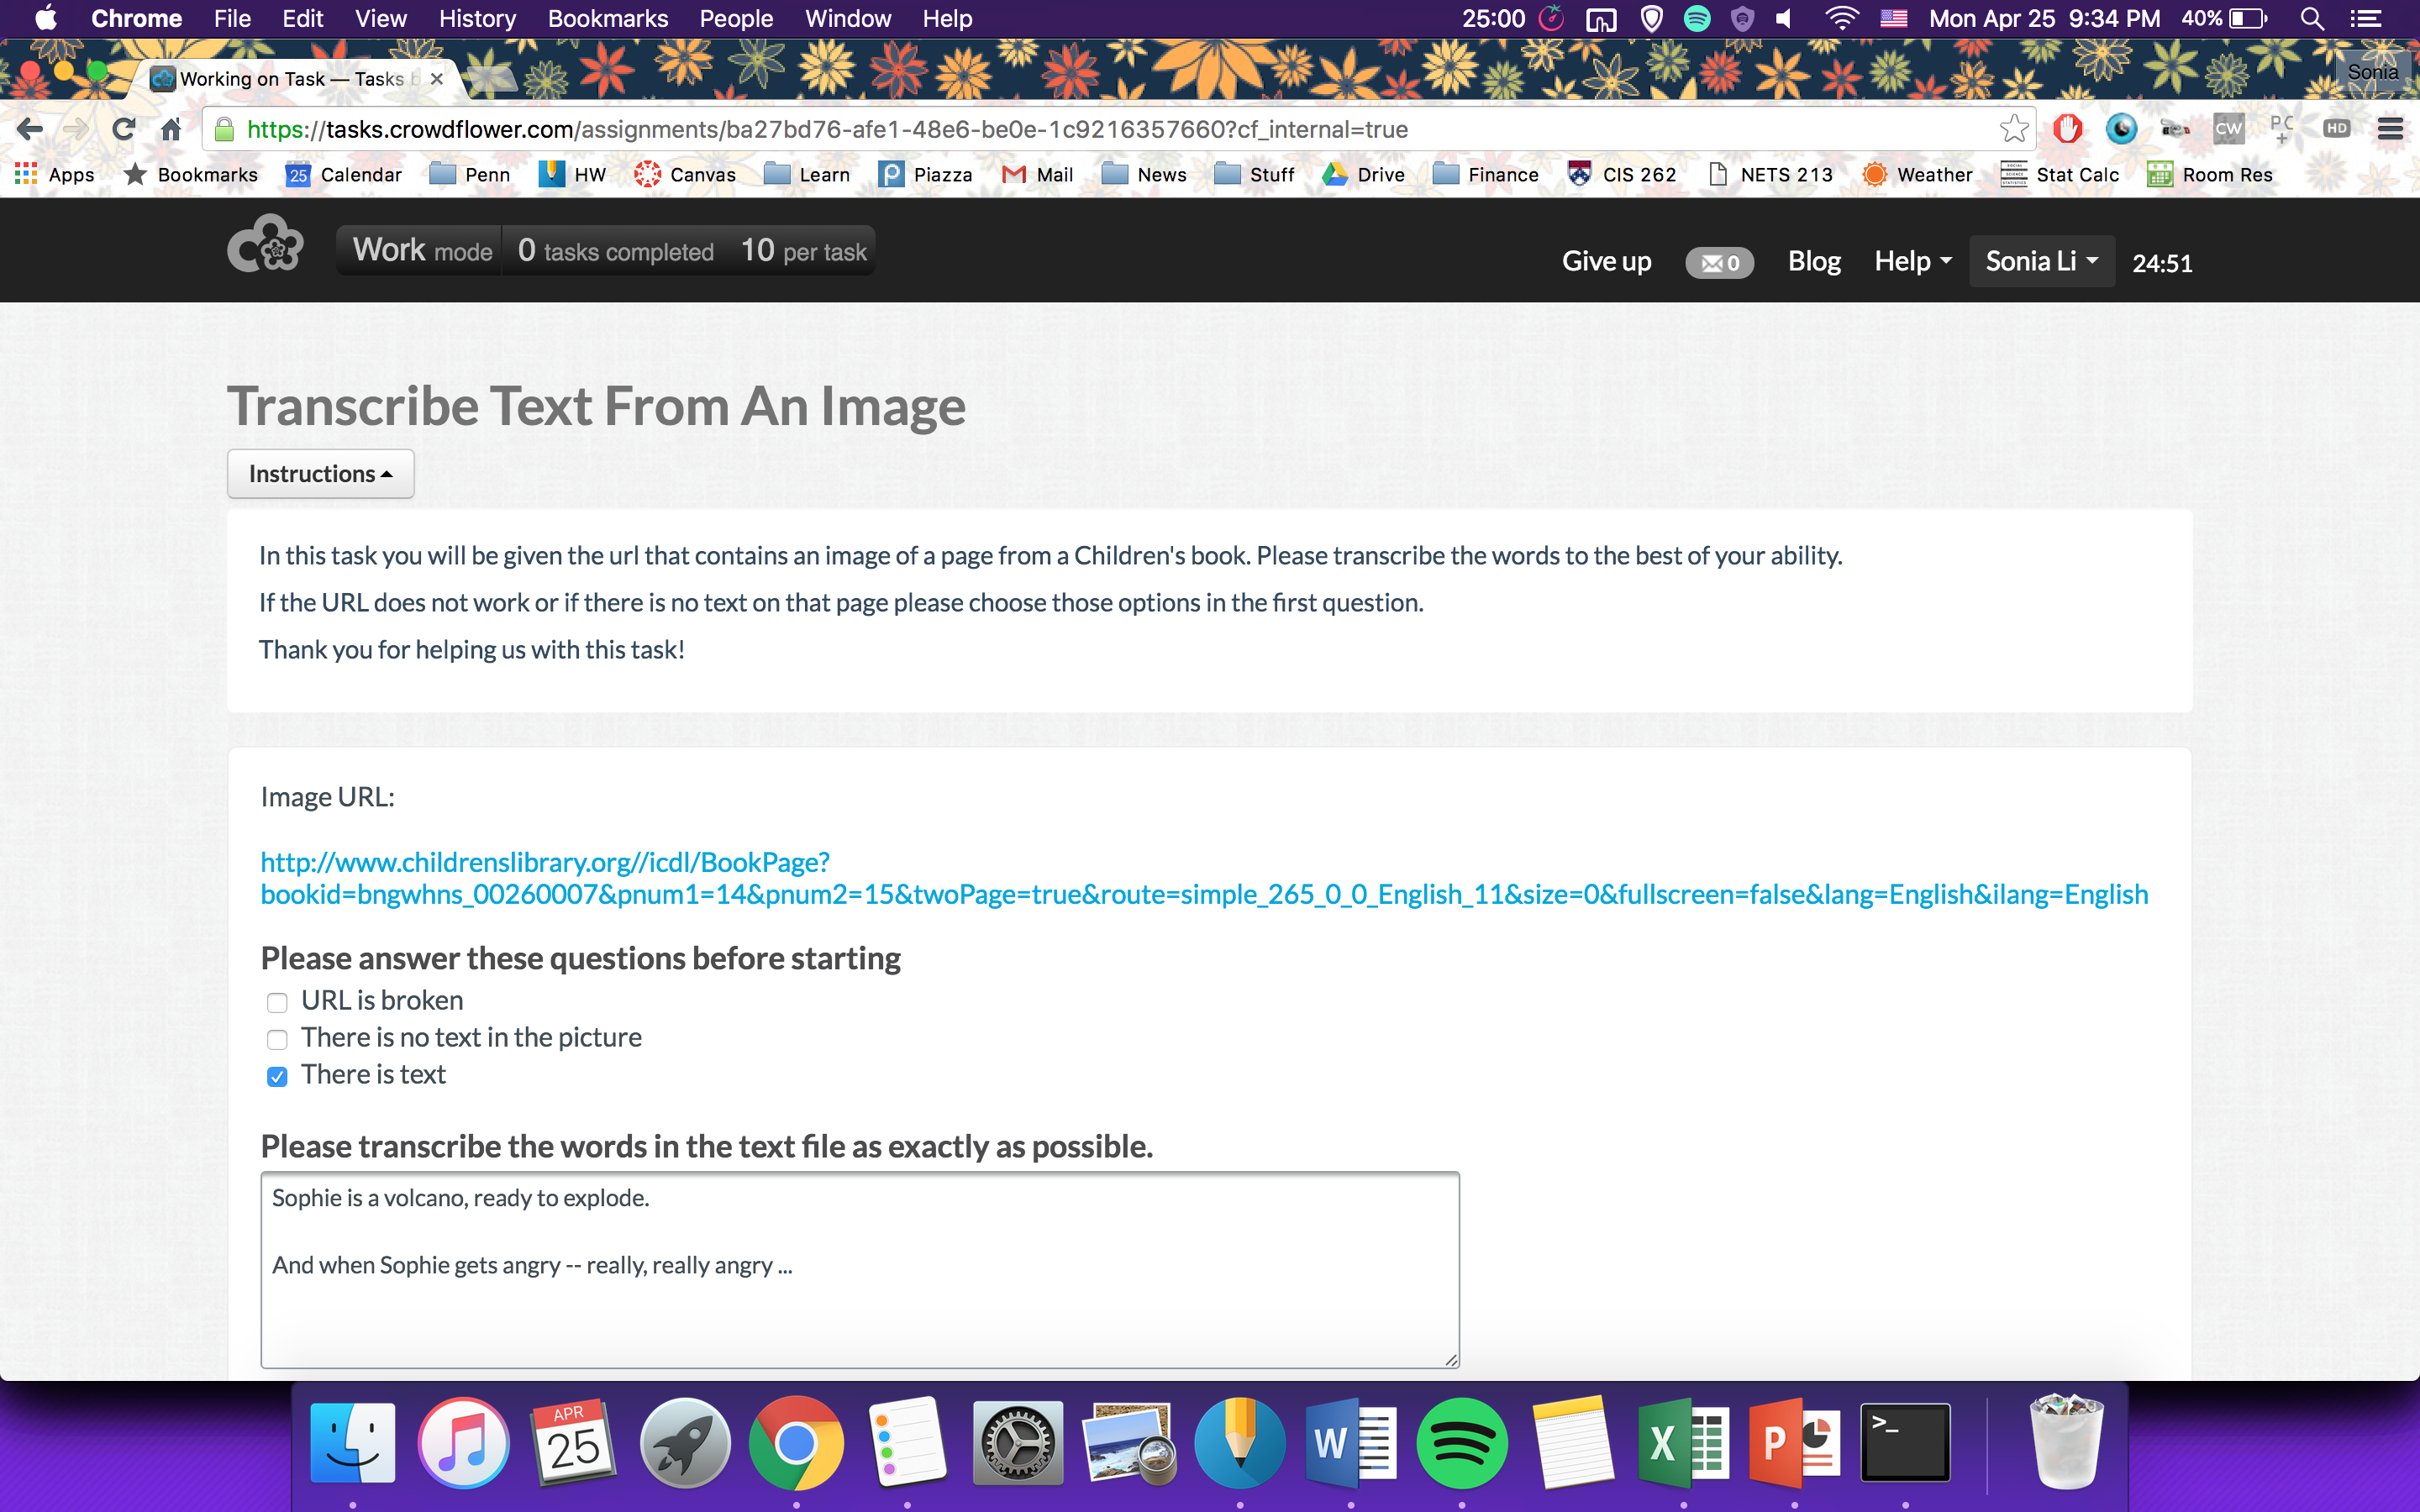 Chrome File Edit View History Bookmarks People Window Help 25:00 Mon Apr 25 9:34 PM 40%
Working on Task — Tasks b Sonia
https://tasks.crowdflower.com/assignments/ba27bd76-afe1-48e6-be0e-1c9216357660?cf_internal=true CW PC + HD
Apps Bookmarks 25 Calendar Penn HW Canvas Learn Piazza Mail News Stuff Drive Finance CIS 262 NETS 213 Weather Stat Calc Room Res
Work mode 0 tasks completed 10 per task Give up 0 Blog Help Sonia Li 24:51
Transcribe Text From An Image
Instructions
In this task you will be given the url that contains an image of a page from a Children's book. Please transcribe the words to the best of your ability.
If the URL does not work or if there is no text on that page please choose those options in the first question.
Thank you for helping us with this task!
Image URL:
http://www.childrenslibrary.org//icdl/BookPage?
bookid=bngwhns_00260007&pnum1=14&pnum2=15&twoPage=true&route=simple_265_0_0_English_11&size=0&fullscreen=false&lang=English&ilang=English
Please answer these questions before starting
URL is broken
There is no text in the picture
There is text
Please transcribe the words in the text file as exactly as possible.
Sophie is a volcano, ready to explode.
And when Sophie gets angry -- really, really angry ...
APR
25 W X P >_